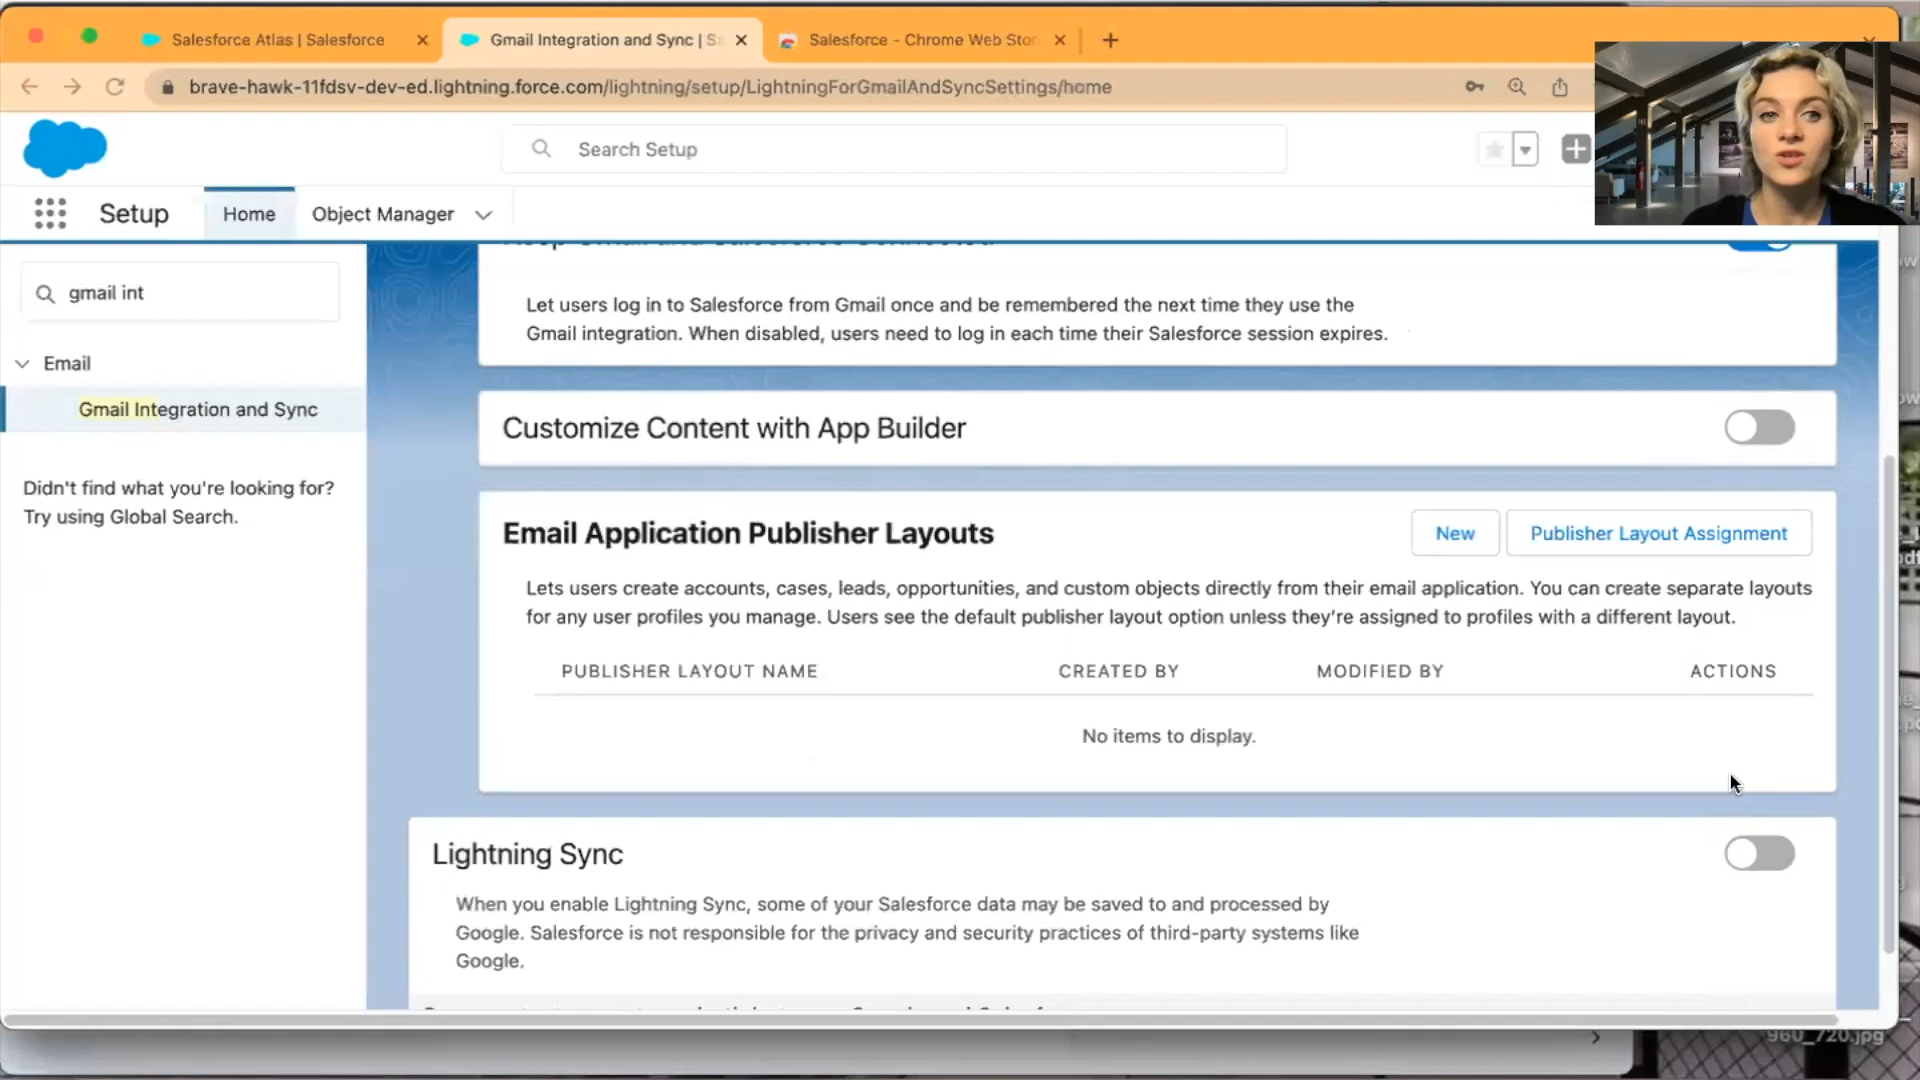 Salesforce Atlas | Salesforce
Gmail Integration and Sync | S
Salesforce - Chrome Web Stor
brave-hawk-11fdsv-dev-ed.lightning.force.com/lightning/setup/LightningForGmailAndSyncSettings/home
Search Setup
Setup
Home
Object Manager
gmail int
Email
Gmail Integration and Sync
Didn't find what you're looking for?
Try using Global Search.
Keep Gmail and Salesforce Connected
Let users log in to Salesforce from Gmail once and be remembered the next time they use the
Gmail integration. When disabled, users need to log in each time their Salesforce session expires.
Customize Content with App Builder
Email Application Publisher Layouts
New
Publisher Layout Assignment
Lets users create accounts, cases, leads, opportunities, and custom objects directly from their email application. You can create separate layouts
for any user profiles you manage. Users see the default publisher layout option unless they're assigned to profiles with a different layout.
PUBLISHER LAYOUT NAME
CREATED BY
MODIFIED BY
ACTIONS
No items to display.
Lightning Sync
When you enable Lightning Sync, some of your Salesforce data may be saved to and processed by
Google. Salesforce is not responsible for the privacy and security practices of third-party systems like
Google.
960_720.jpg